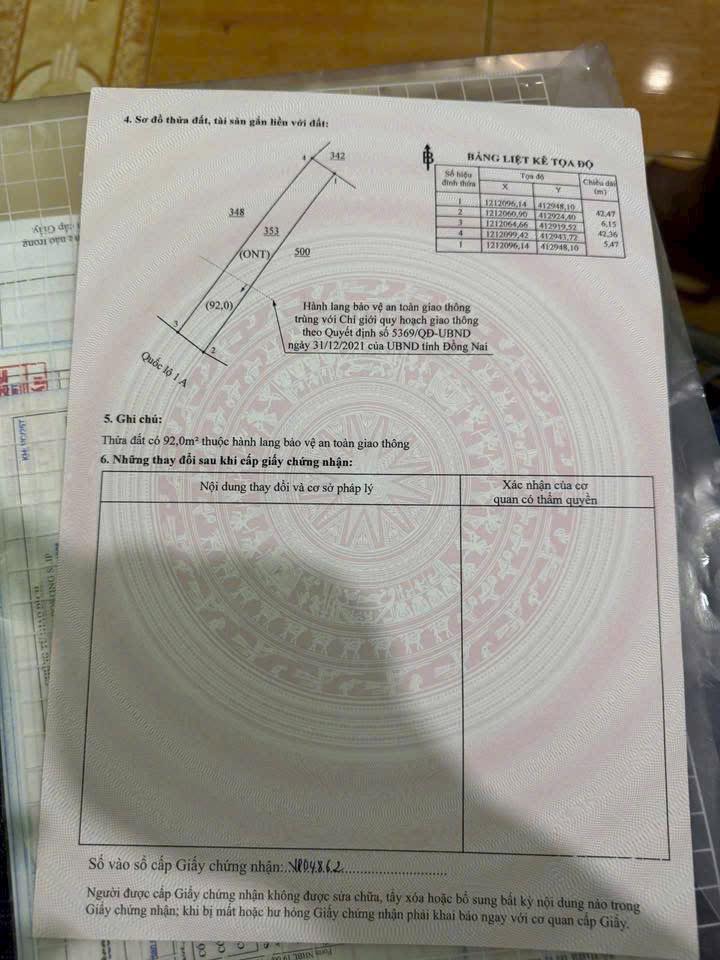 4. Sơ đồ thửa đất, tài sản gắn liền với đất:
BẢNG LIỆT KÊ TỌA ĐỘ
Số hiệu đỉnh thửa Tọa độ Chiều dài (m)
X Y
1 1212096,14 412948,10
42,47
2 1212060,90 412924,40
6,15
3 1212064,66 412919,52
42,36
4 1212099,42 412943,72
5,47
1 1212096,14 412948,10
B
4
342
1
348
353
(ONT)
500
(92,0)
3
2
Quốc lộ 1 A
Hành lang bảo vệ an toàn giao thông
trùng với Chỉ giới quy hoạch giao thông
theo Quyết định số 5369/QĐ-UBND
ngày 31/12/2021 của UBND tỉnh Đồng Nai
5. Ghi chú:
Thửa đất có 92,0m² thuộc hành lang bảo vệ an toàn giao thông
6. Những thay đổi sau khi cấp giấy chứng nhận:
Nội dung thay đổi và cơ sở pháp lý
Xác nhận của cơ
quan có thẩm quyền
Số vào sổ cấp Giấy chứng nhận:
Người được cấp Giấy chứng nhận không được sửa chữa, tẩy xóa hoặc bổ sung bất kỳ nội dung nào trong
Giấy chứng nhận; khi bị mất hoặc hư hỏng Giấy chứng nhận phải khai báo ngay với cơ quan cấp Giấy.